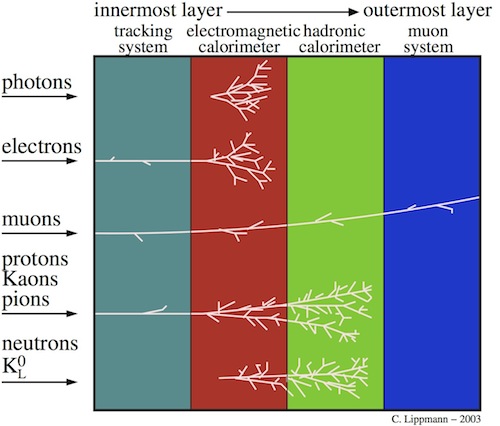 innermost layer outermost layer
tracking system
electromagnetic calorimeter
hadronic calorimeter
muon system
photons
electrons
muons
protons
Kaons
pions
neutrons
K⁰_L
C. Lippmann – 2003